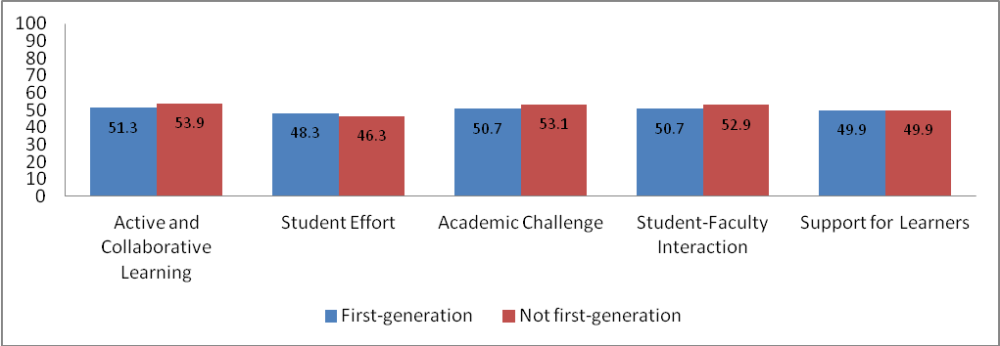 100
90
80
70
60
50
40
30
20
10
0
51.3
53.9
48.3
46.3
50.7
53.1
50.7
52.9
49.9
49.9
Active and
Collaborative
Learning
Student Effort
Academic Challenge
Student-Faculty
Interaction
Support for Learners
First-generation
Not first-generation